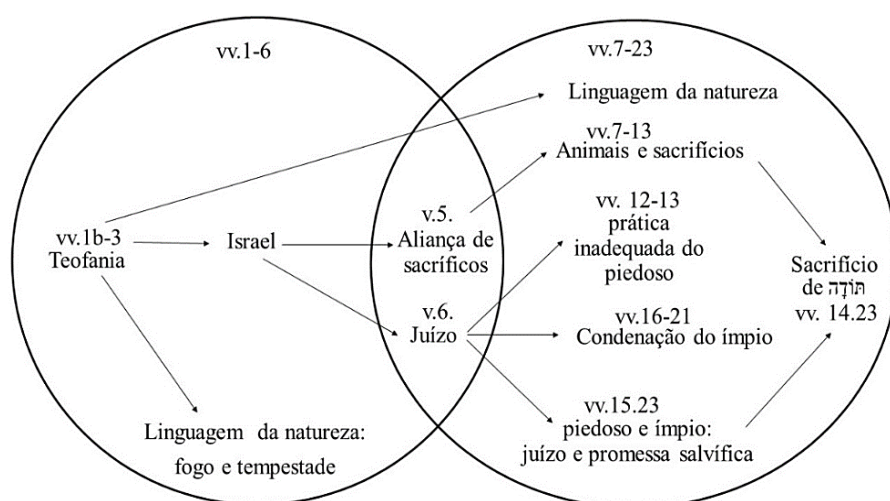 vv.1-6
vv.1b-3
Teofania
Israel
Linguagem da natureza:
fogo e tempestade
v.5.
Aliança de
sacríficos
v.6.
Juízo
vv.7-23
Linguagem da natureza
vv.7-13
Animais e sacrifícios
vv. 12-13
prática
inadequada do
piedoso
vv.16-21
Condenação do ímpio
vv.15.23
piedoso e ímpio:
juízo e promessa salvífica
Sacrifício
de תּוֹדָה
vv. 14.23